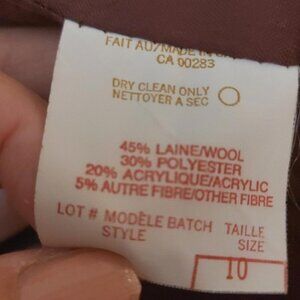 FAIT AU/MADE IN
CA 90283
DRY CLEAN ONLY
NETTOYER A SEC
45% LAINE/WOOL
30% POLYESTER
20% ACRYLIQUE/ACRYLIC
5% AUTRE FIBRE/OTHER FIBRE
LOT # MODÈLE BATCH TAILLE
STYLE SIZE
10